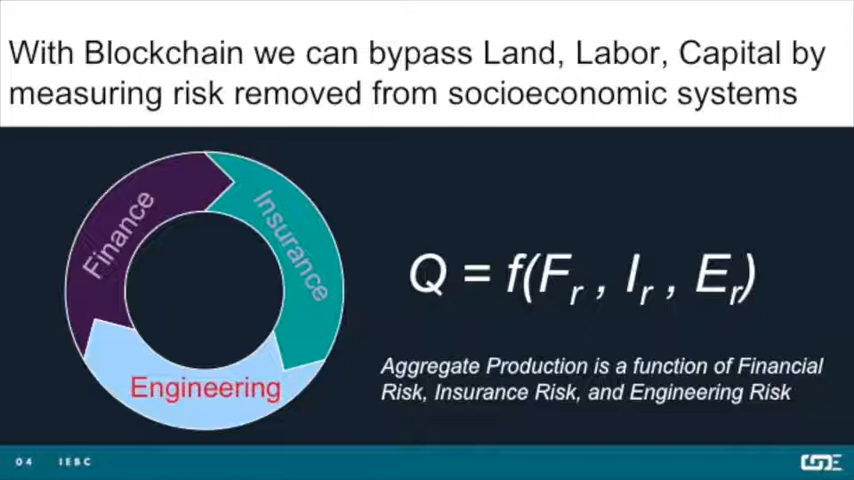 With Blockchain we can bypass Land, Labor, Capital by
measuring risk removed from socioeconomic systems
Finance
Insurance
Engineering
Q = f(Fr , Ir , Er)
Aggregate Production is a function of Financial
Risk, Insurance Risk, and Engineering Risk
04 IEBC